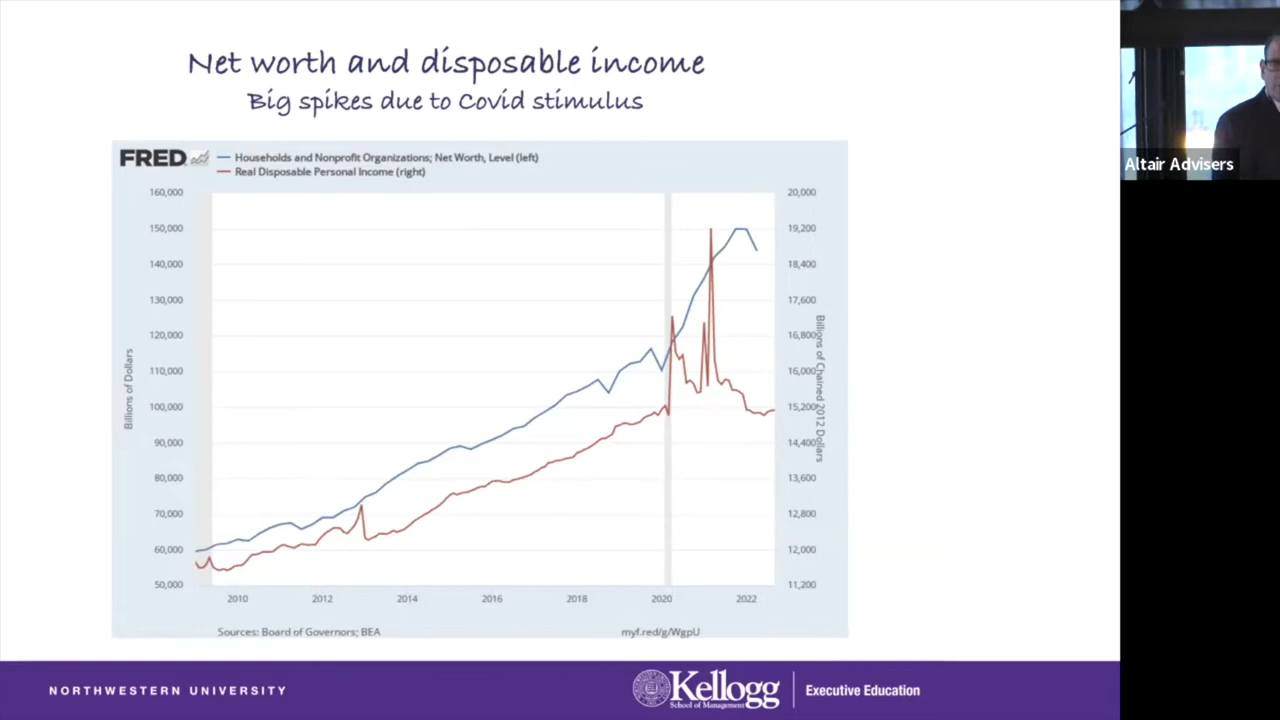 Net worth and disposable income
Big spikes due to Covid stimulus
FRED
Households and Nonprofit Organizations; Net Worth, Level (left)
Real Disposable Personal Income (right)
160,000
150,000
140,000
130,000
120,000
110,000
100,000
90,000
80,000
70,000
60,000
50,000
Billions of Dollars
20,000
19,200
18,400
17,600
16,800
16,000
15,200
14,400
13,600
12,800
12,000
11,200
Billions of Chained 2012 Dollars
2010 2012 2014 2016 2018 2020 2022
Sources: Board of Governors; BEA
myf.red/g/WgpU
Altair Advisers
NORTHWESTERN UNIVERSITY
Kellogg
School of Management
Executive Education